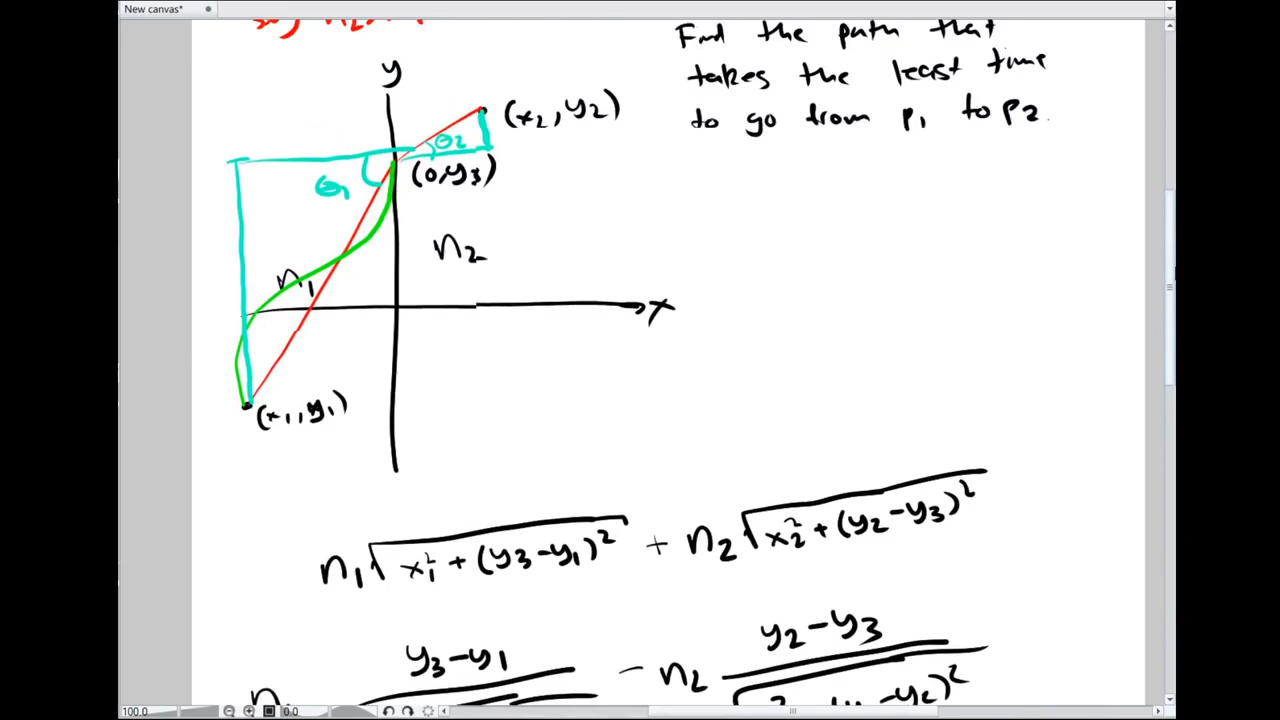 New canvas*
Find the path that
takes the least time
to go from p₁ to p₂.
y
(x₂, y₂)
θ₂
(0, y₃)
θ₁
n₂
n₁
x
(x₁, y₁)
n₁√(x₁² + (y₃-y₁)²) + n₂√(x₂² + (y₂-y₃)²)
y₃-y₁
y₂-y₃
- n₂
100.0
0.0